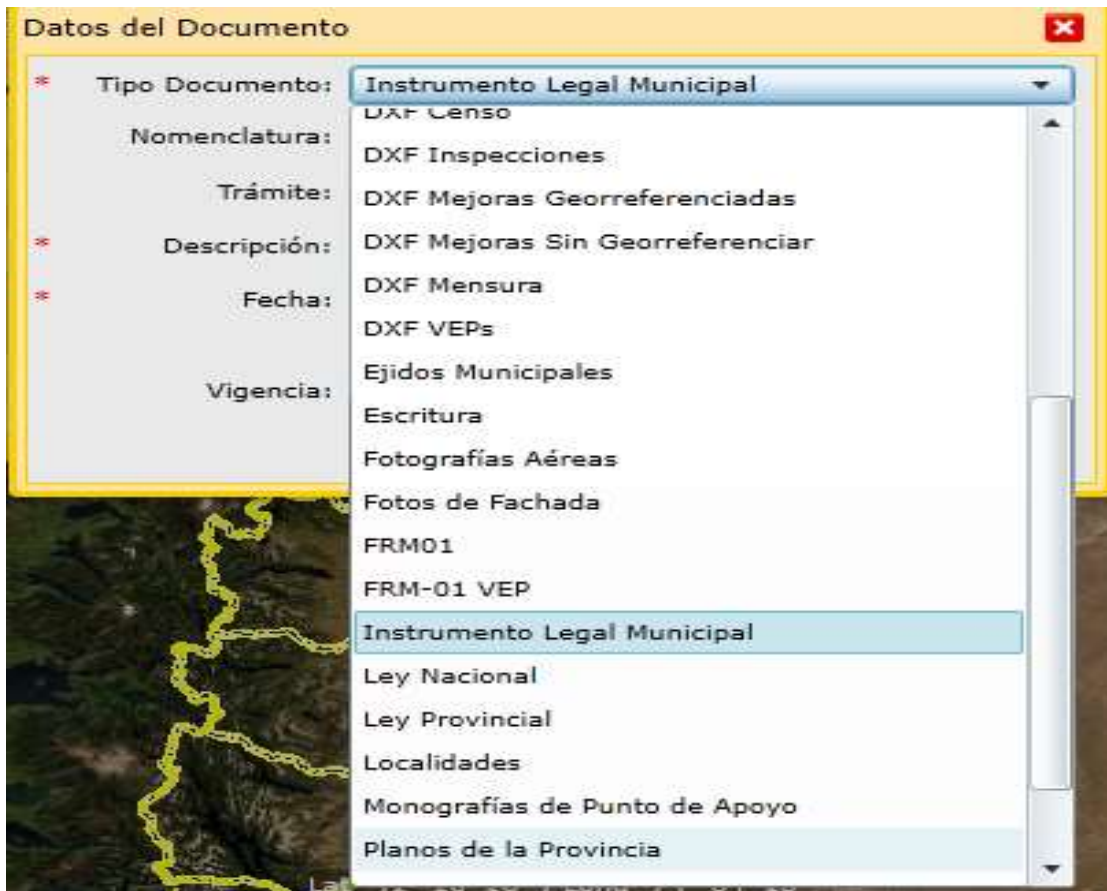 Datos del Documento
* Tipo Documento: Instrumento Legal Municipal
DXF Censo
Nomenclatura:
DXF Inspecciones
Trámite:
DXF Mejoras Georreferenciadas
* Descripción:
DXF Mejoras Sin Georreferenciar
* Fecha:
DXF Mensura
DXF VEPs
Ejidos Municipales
Vigencia:
Escritura
Fotografías Aéreas
Fotos de Fachada
FRM01
FRM-01 VEP
Instrumento Legal Municipal
Ley Nacional
Ley Provincial
Localidades
Monografías de Punto de Apoyo
Planos de la Provincia